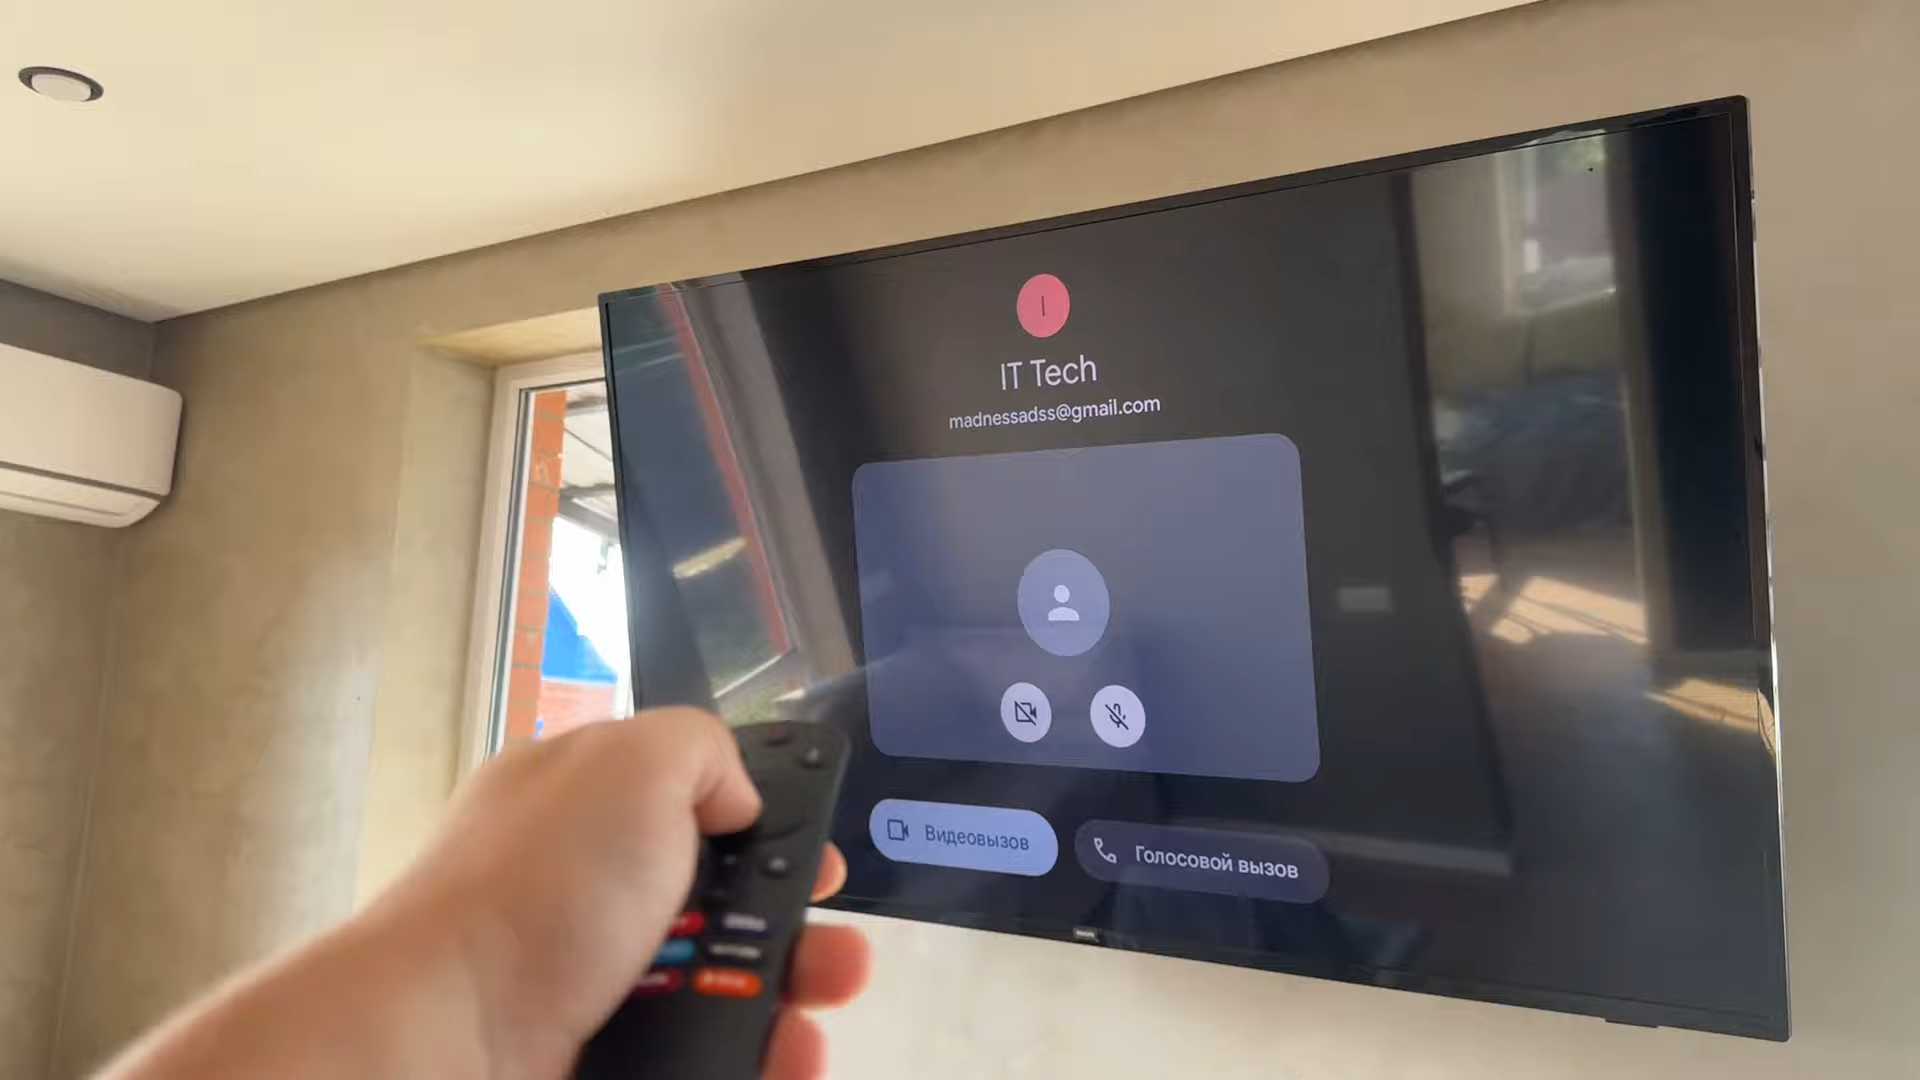 I
IT Tech
madnessadss@gmail.com
Видеовызов
Голосовой вызов